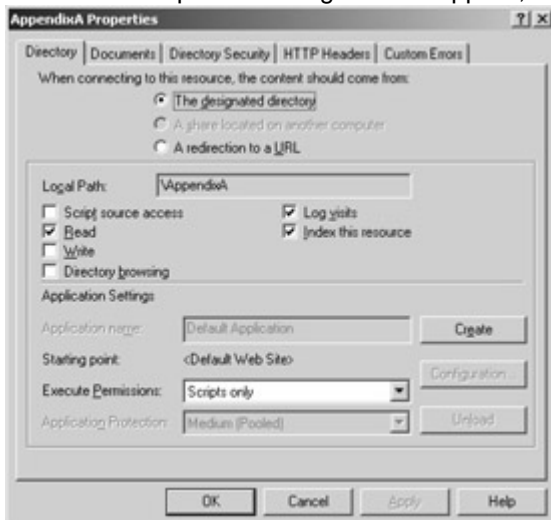 AppendixA Properties
Directory Documents Directory Security HTTP Headers Custom Errors
When connecting to this resource, the content should come from:
The designated directory
A share located on another computer
A redirection to a URL
Local Path: \AppendixA
Script source access Log visits
Read Index this resource
Write
Directory browsing
Application Settings
Application name: Default Application Create
Starting point: <Default Web Site> Configuration...
Execute Permissions: Scripts only
Application Protection: Medium (Pooled) Unload
OK Cancel Apply Help